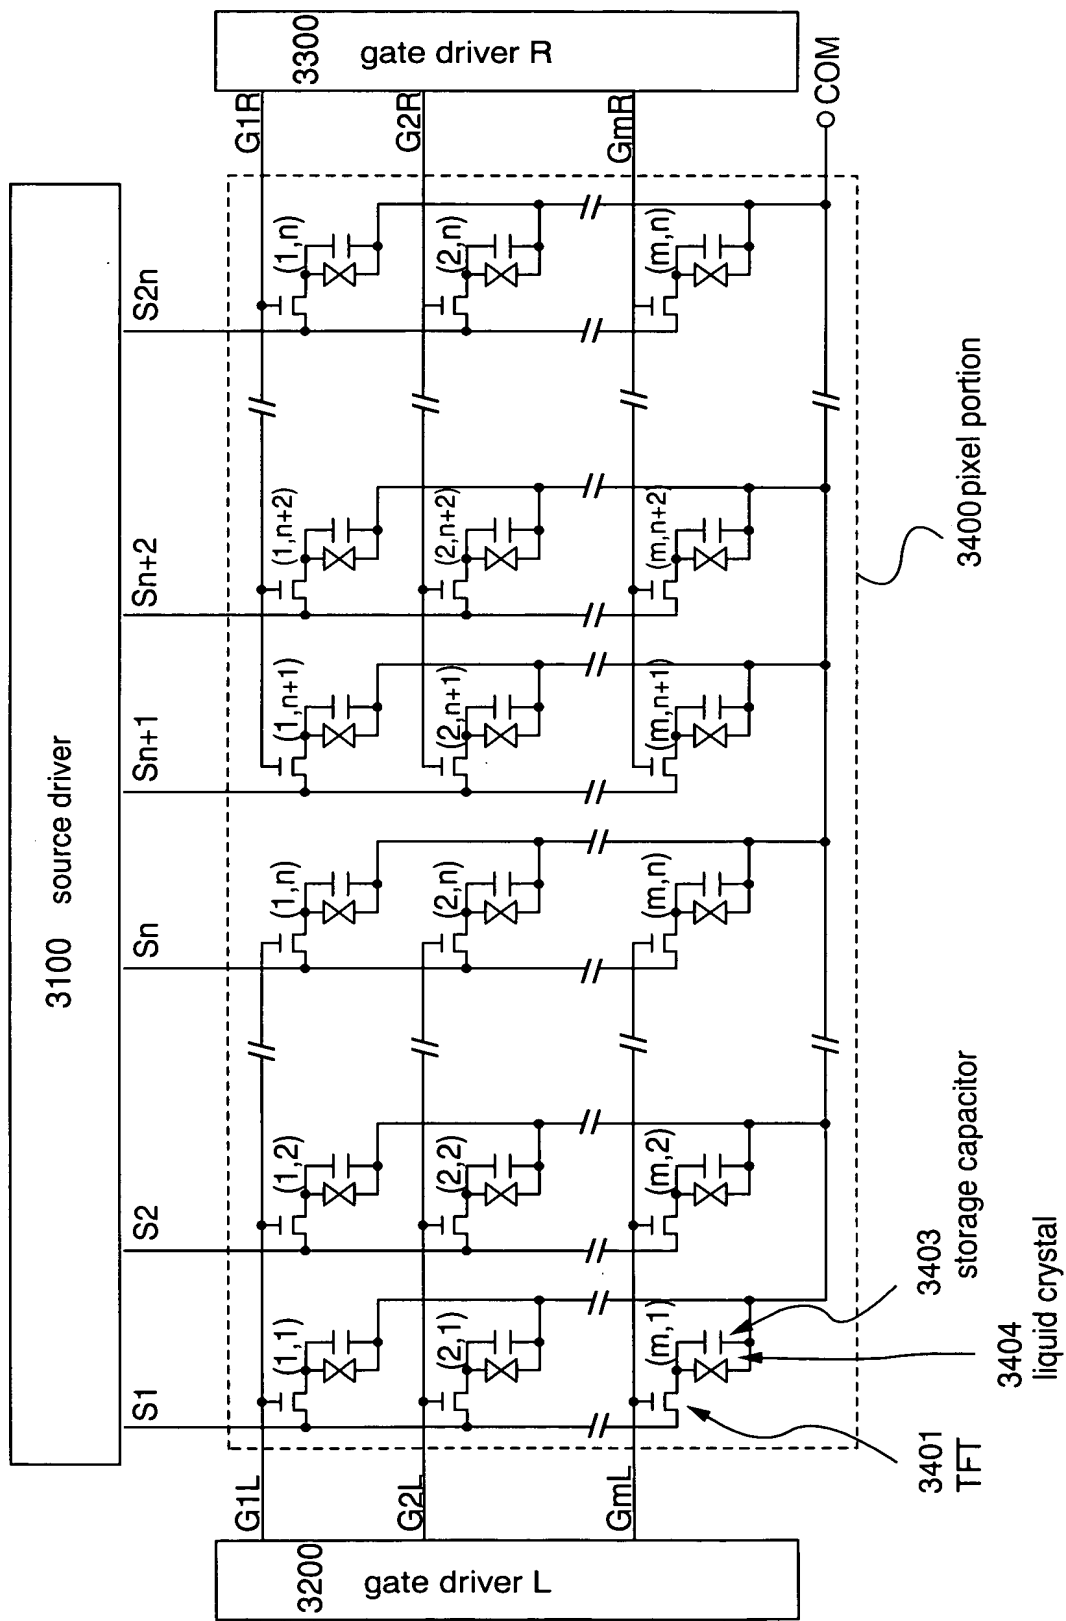 3100 source driver
S1
S2
Sn
Sn+1
Sn+2
S2n
3200
gate driver L
3300
gate driver R
G1L
G1R
(1,1)
(1,2)
(1,n)
(1,n+1)
(1,n+2)
(1,n)
G2L
G2R
(2,1)
(2,2)
(2,n)
(2,n+1)
(2,n+2)
(2,n)
GmL
GmR
(m,1)
(m,2)
(m,n)
(m,n+1)
(m,n+2)
(m,n)
COM
3401
TFT
3404
liquid crystal
3403
storage capacitor
3400 pixel portion